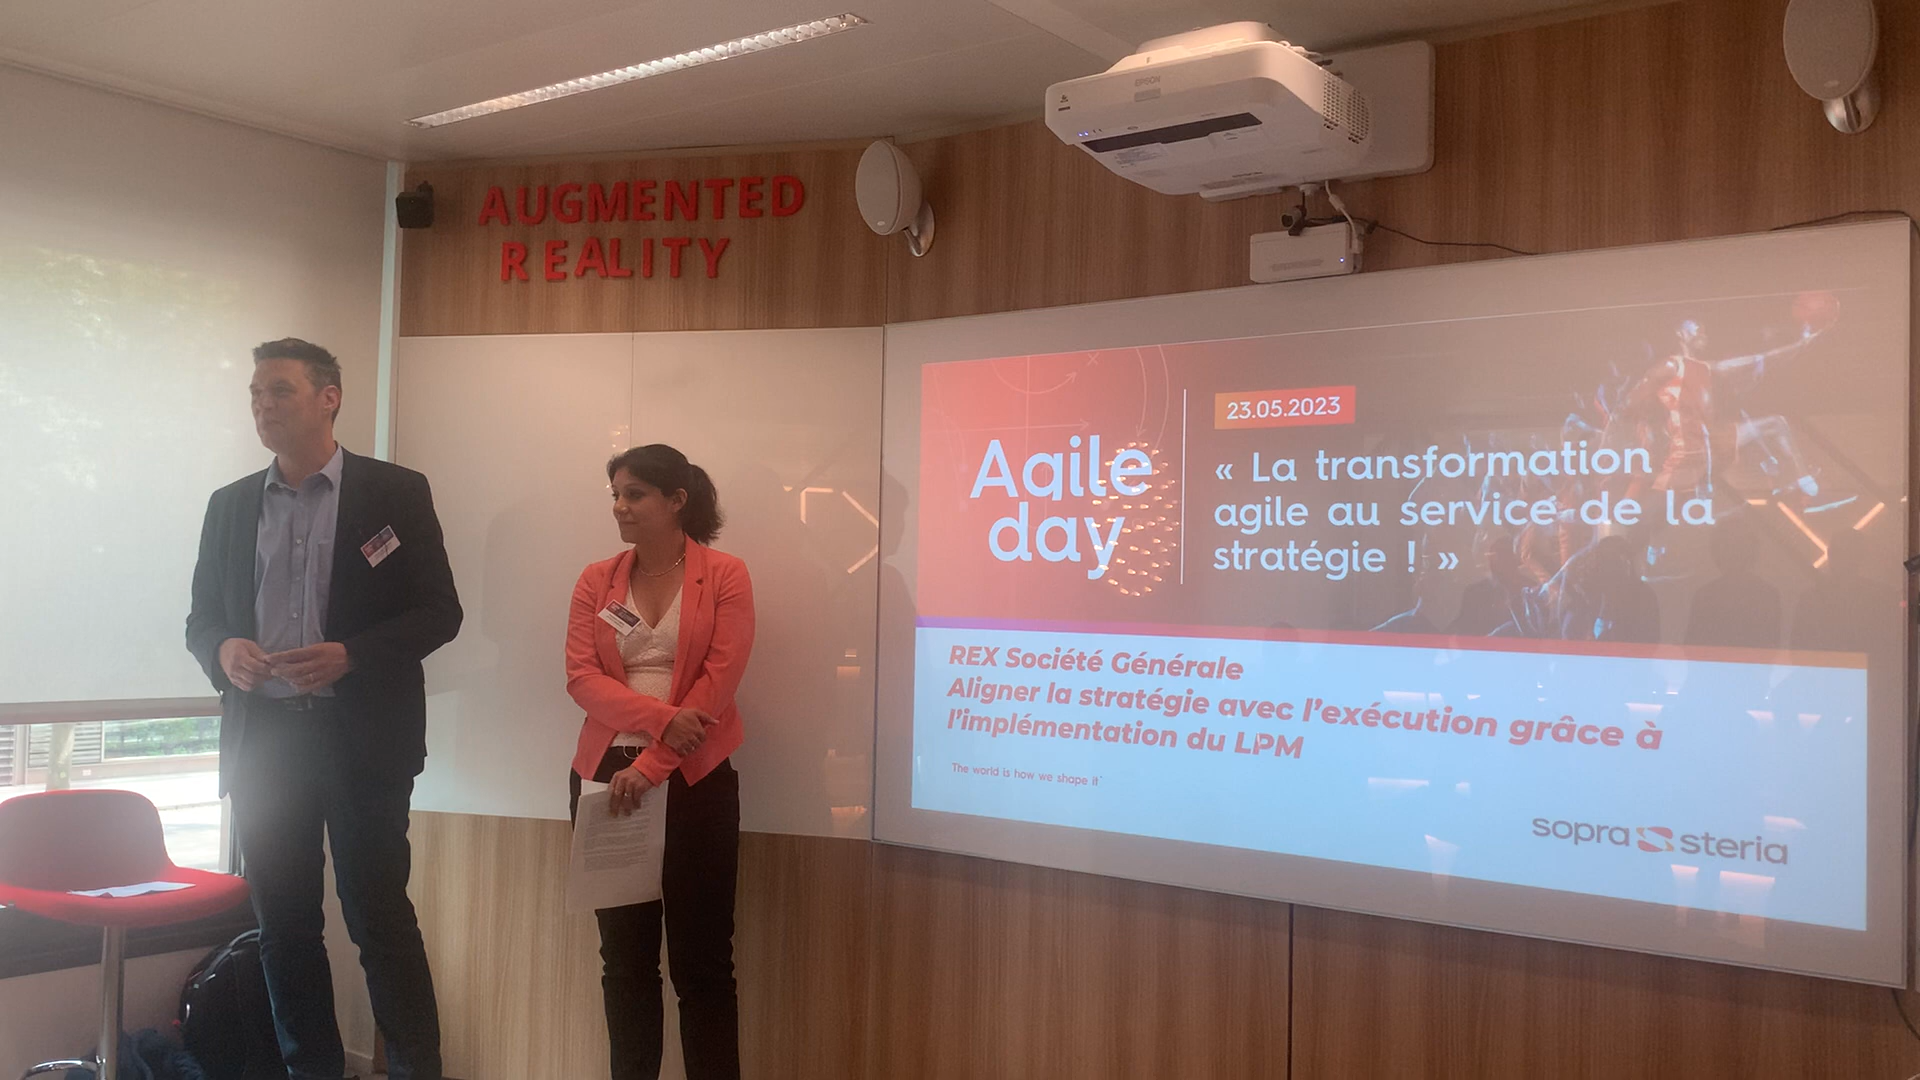 AUGMENTED
REALITY
EPSON
Agile
day
23.05.2023
« La transformation
agile au service de la
stratégie ! »
REX Société Générale
Aligner la stratégie avec l'exécution grâce à
l'implémentation du LPM
The world is how we shape it
sopra steria